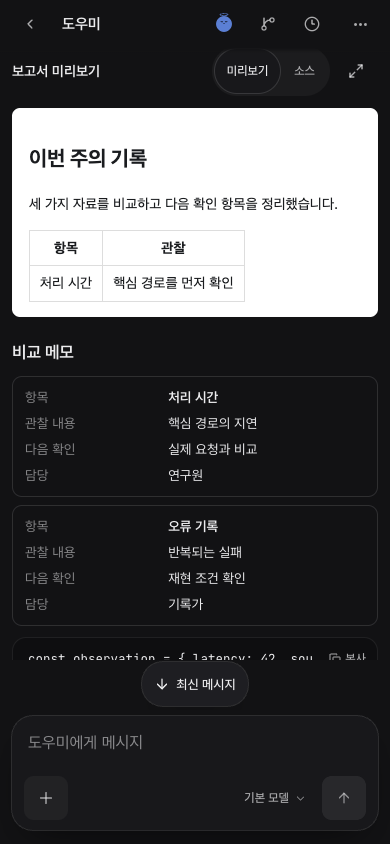 도우미
보고서 미리보기
미리보기
소스
이번 주의 기록
세 가지 자료를 비교하고 다음 확인 항목을 정리했습니다.
항목 관찰
처리 시간 핵심 경로를 먼저 확인
비교 메모
항목 처리 시간
관찰 내용 핵심 경로의 지연
다음 확인 실제 요청과 비교
담당 연구원
항목 오류 기록
관찰 내용 반복되는 실패
다음 확인 재현 조건 확인
담당 기록가
const observation = { latency: 42, sou 복사
최신 메시지
도우미에게 메시지
기본 모델